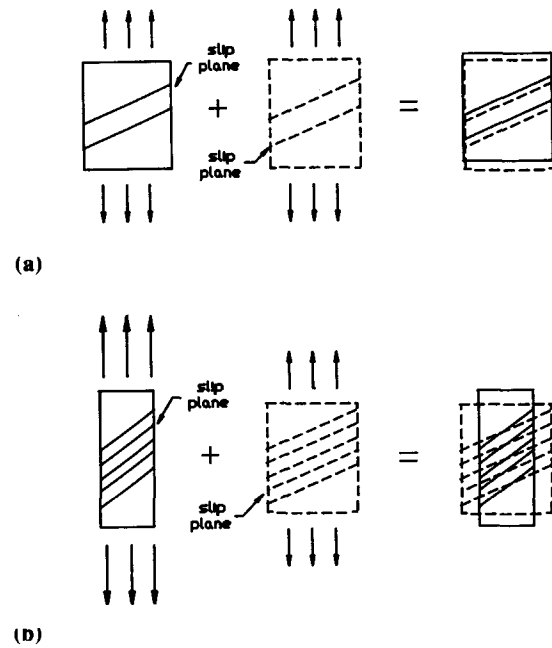 slip
plane
+
slip
plane
=
(a)
slip
plane
+
slip
plane
=
(b)